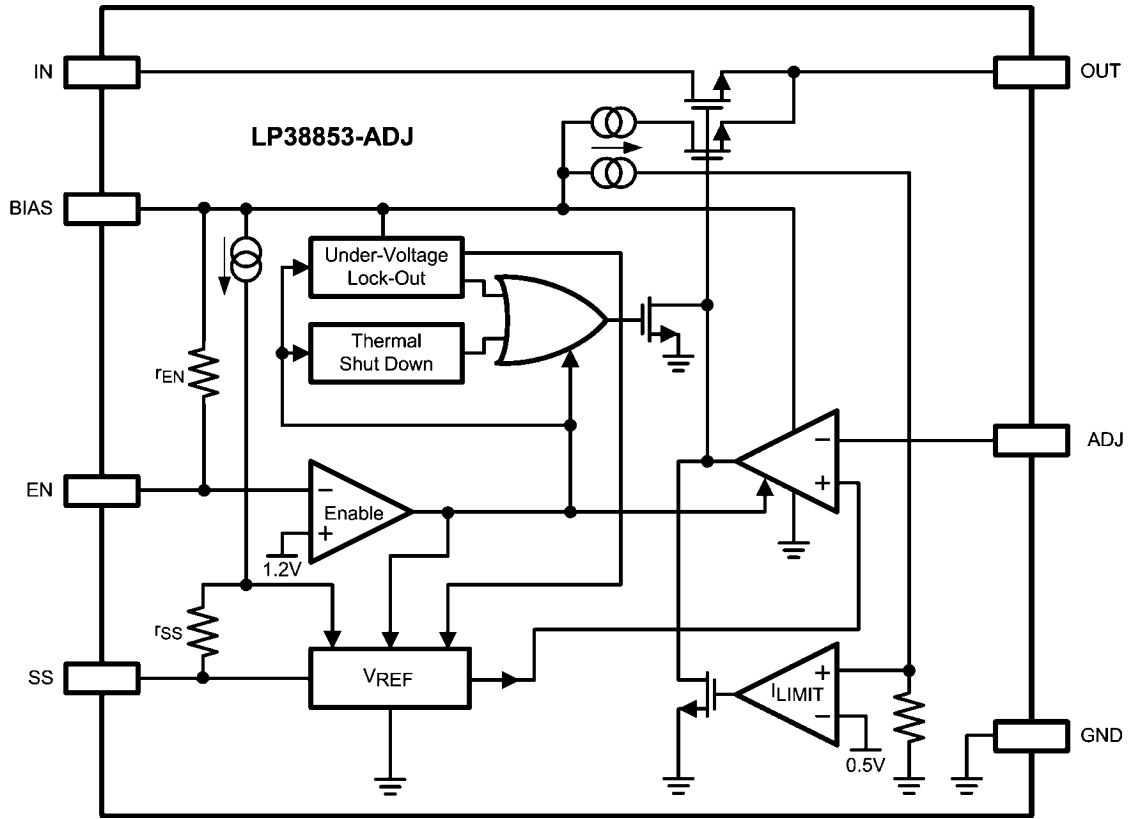 IN
OUT
LP38853-ADJ
BIAS
Under-Voltage
Lock-Out
Thermal
Shut Down
rEN
ADJ
−
+
EN
−
Enable
+
1.2V
rSS
SS
VREF
+
ILIMIT
−
0.5V
GND